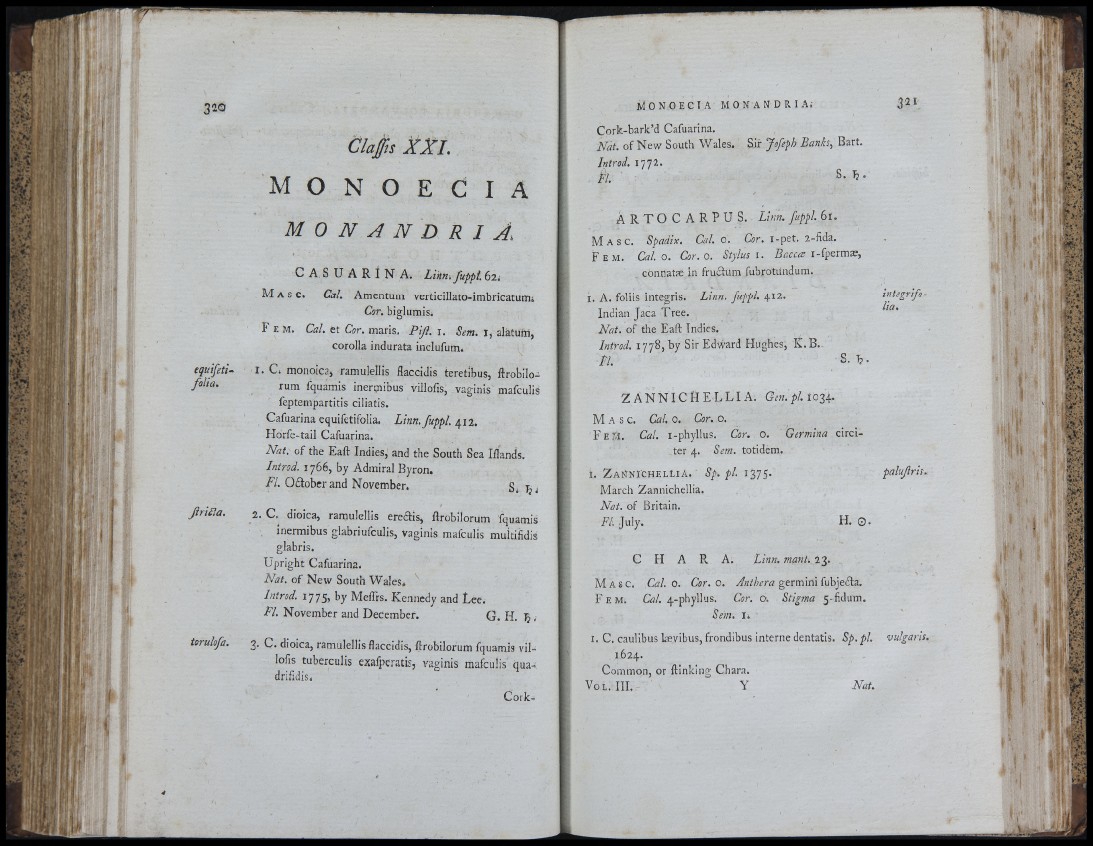 320
Claſſis XXI.
MONOECIA
MONANDRIA.
CASUARINA. Linn. ſuppl. 62.
Masc. Cal. Amentum verticillato-imbricatum.
Cor. biglumis.
Fem. Cal. et Cor. maris. Piſt. 1. Sem. 1, alatum,
corolla indurata incluſum.
equiſeti-
folia.
1. C. monoica, ramulellis flaccidis teretibus, ſtrobilo-
rum ſquamis inermibus villoſis, vaginis maſculis
ſeptempartitis ciliatis.
Caſuarina equiſetifolia. Linn. ſuppl. 412.
Horſe-tail Caſuarina.
Nat. of the Eaſt Indies, and the South Sea Iſlands.
Introd. 1766, by Admiral Byron.
Fl. October and November. S. ♄.
ſtricta.
2. C. dioica, ramulellis erectis, ſtrobilorum ſquamis
inermibus glabriuſculis, vaginis maſculis multifidis
glabris.
Upright Caſuarina.
Nat. of New South Wales.
Introd. 1775, by Meſſrs. Kennedy and Lee.
Fl. November and December. G. H. ♄.
toruloſa.
3. C. dioica, ramulellis flaccidis, ſtrobilorum ſquamis vil-
loſis tuberculis exaſperatis, vaginis maſculis qua-
drifidis.
Cork-
MONOECIA MONANDRIA. 321
Cork-bark'd Caſuarina.
Nat. of New South Wales. Sir Joſeph Banks, Bart.
Introd. 1772.
Fl. S. ♄.
ARTOCARPUS. Linn. ſuppl. 61.
Masc. Spadix. Cal. 0. Cor. 1-pet. 2-fida.
Fem. Cal. 0. Cor. 0. Stylus 1. Baccæ 1-ſpermæ,
connatæ in fructum ſubrotundum.
1. A. foliis integris. Linn. ſuppl. 412.
integrifo-
lia.
Indian Jaca Tree.
Nat. of the Eaſt Indies.
Introd. 1778, by Sir Edward Hughes, K.B.
Fl. S. ♄.
ZANNICHELLIA. Gen. pl. 1034.
Masc. Cal. 0. Cor. 0.
Fem. Cal. 1-phyllus. Cor. 0. Germina circi-
ter 4. Sem. totidem.
1. Zannichellia. Sp. pl. 1375. paluſtris.
March Zannichellia.
Nat. of Britain.
Fl. July. H. ☉.
CHARA. Linn. mant. 23.
Masc. Cal. 0. Cor. 0. Anthera germini ſubjecta.
Fem. Cal. 4-phyllus. Cor. 0. Stigma 5-fidum.
Sem. 1.
1. C. caulibus lævibus, frondibus interne dentatis. Sp. pl. vulgaris.
1624.
Common, or ſtinking Chara.
Vol. III. Y Nat.